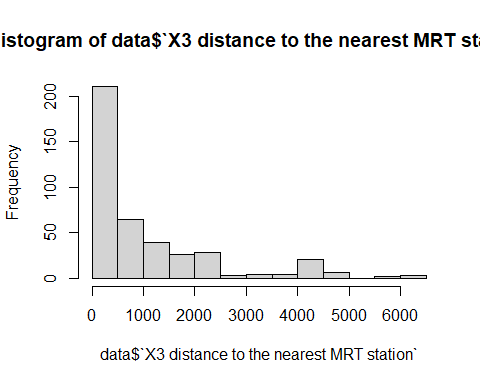 istogram of data$`X3 distance to the nearest MRT sta
Frequency
200
150
100
50
0
0 1000 2000 3000 4000 5000 6000
data$`X3 distance to the nearest MRT station`